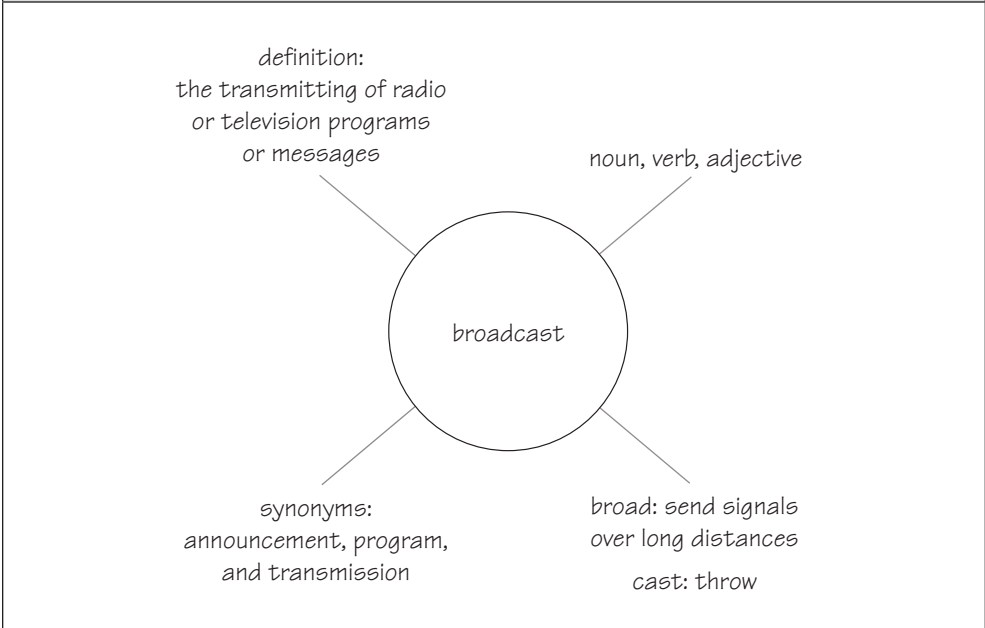 definition:
the transmitting of radio
or television programs
or messages
noun, verb, adjective
broadcast
synonyms:
announcement, program,
and transmission
broad: send signals
over long distances
cast: throw